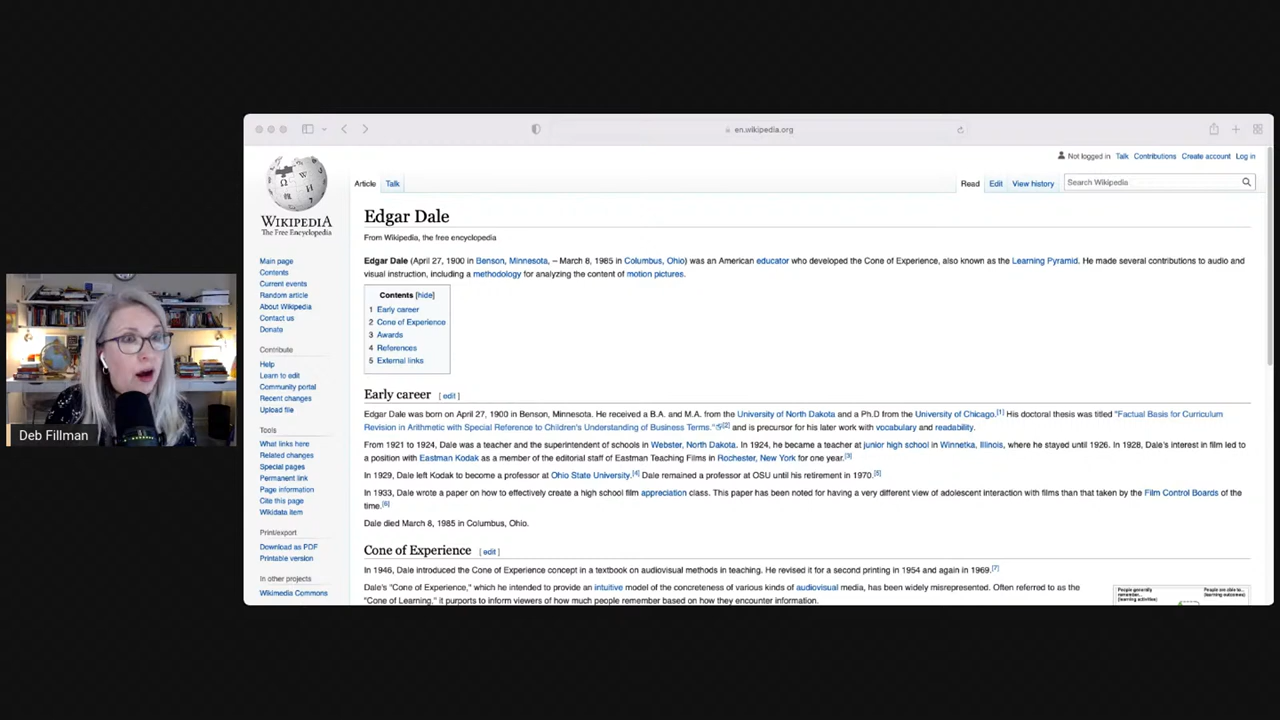 en.wikipedia.org
Not logged in Talk Contributions Create account Log in
Article Talk Read Edit View history Search Wikipedia
WIKIPEDIA
The Free Encyclopedia
Main page
Contents
Current events
Random article
About Wikipedia
Contact us
Donate
Contribute
Help
Learn to edit
Community portal
Recent changes
Upload file
Tools
What links here
Related changes
Special pages
Permanent link
Page information
Cite this page
Wikidata item
Print/export
Download as PDF
Printable version
In other projects
Wikimedia Commons
Edgar Dale
From Wikipedia, the free encyclopedia
Edgar Dale (April 27, 1900 in Benson, Minnesota, – March 8, 1985 in Columbus, Ohio) was an American educator who developed the Cone of Experience, also known as the Learning Pyramid. He made several contributions to audio and
visual instruction, including a methodology for analyzing the content of motion pictures.
Contents [hide]
1 Early career
2 Cone of Experience
3 Awards
4 References
5 External links
Early career [ edit ]
Edgar Dale was born on April 27, 1900 in Benson, Minnesota. He received a B.A. and M.A. from the University of North Dakota and a Ph.D from the University of Chicago.[1] His doctoral thesis was titled "Factual Basis for Curriculum
Revision in Arithmetic with Special Reference to Children's Understanding of Business Terms."[2] and is precursor for his later work with vocabulary and readability.
From 1921 to 1924, Dale was a teacher and the superintendent of schools in Webster, North Dakota. In 1924, he became a teacher at junior high school in Winnetka, Illinois, where he stayed until 1926. In 1928, Dale's interest in film led to
a position with Eastman Kodak as a member of the editorial staff of Eastman Teaching Films in Rochester, New York for one year.[3]
In 1929, Dale left Kodak to become a professor at Ohio State University.[4] Dale remained a professor at OSU until his retirement in 1970.[5]
In 1933, Dale wrote a paper on how to effectively create a high school film appreciation class. This paper has been noted for having a very different view of adolescent interaction with films than that taken by the Film Control Boards of the
time.[6]
Dale died March 8, 1985 in Columbus, Ohio.
Cone of Experience [ edit ]
In 1946, Dale introduced the Cone of Experience concept in a textbook on audiovisual methods in teaching. He revised it for a second printing in 1954 and again in 1969.[7]
Dale's "Cone of Experience," which he intended to provide an intuitive model of the concreteness of various kinds of audiovisual media, has been widely misrepresented. Often referred to as the
"Cone of Learning," it purports to inform viewers of how much people remember based on how they encounter information.
People generally
remember...
(learning activities)
People are able to...
(learning outcomes)
Deb Fillman